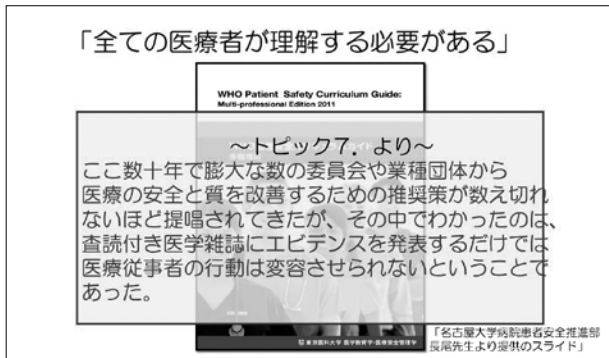 「全ての医療者が理解する必要がある」
WHO Patient Safety Curriculum Guide:
Multi-professional Edition 2011
～トピック7．より～
ここ数十年で膨大な数の委員会や業種団体から
医療の安全と質を改善するための推奨策が数え切れ
ないほど提唱されてきたが、その中でわかったのは、
査読付き医学雑誌にエビデンスを発表するだけでは
医療従事者の行動は変容させられないということで
あった。
東京医科大学 医学教育学・医療安全管理学
「名古屋大学病院患者安全推進部
長尾先生より提供のスライド」